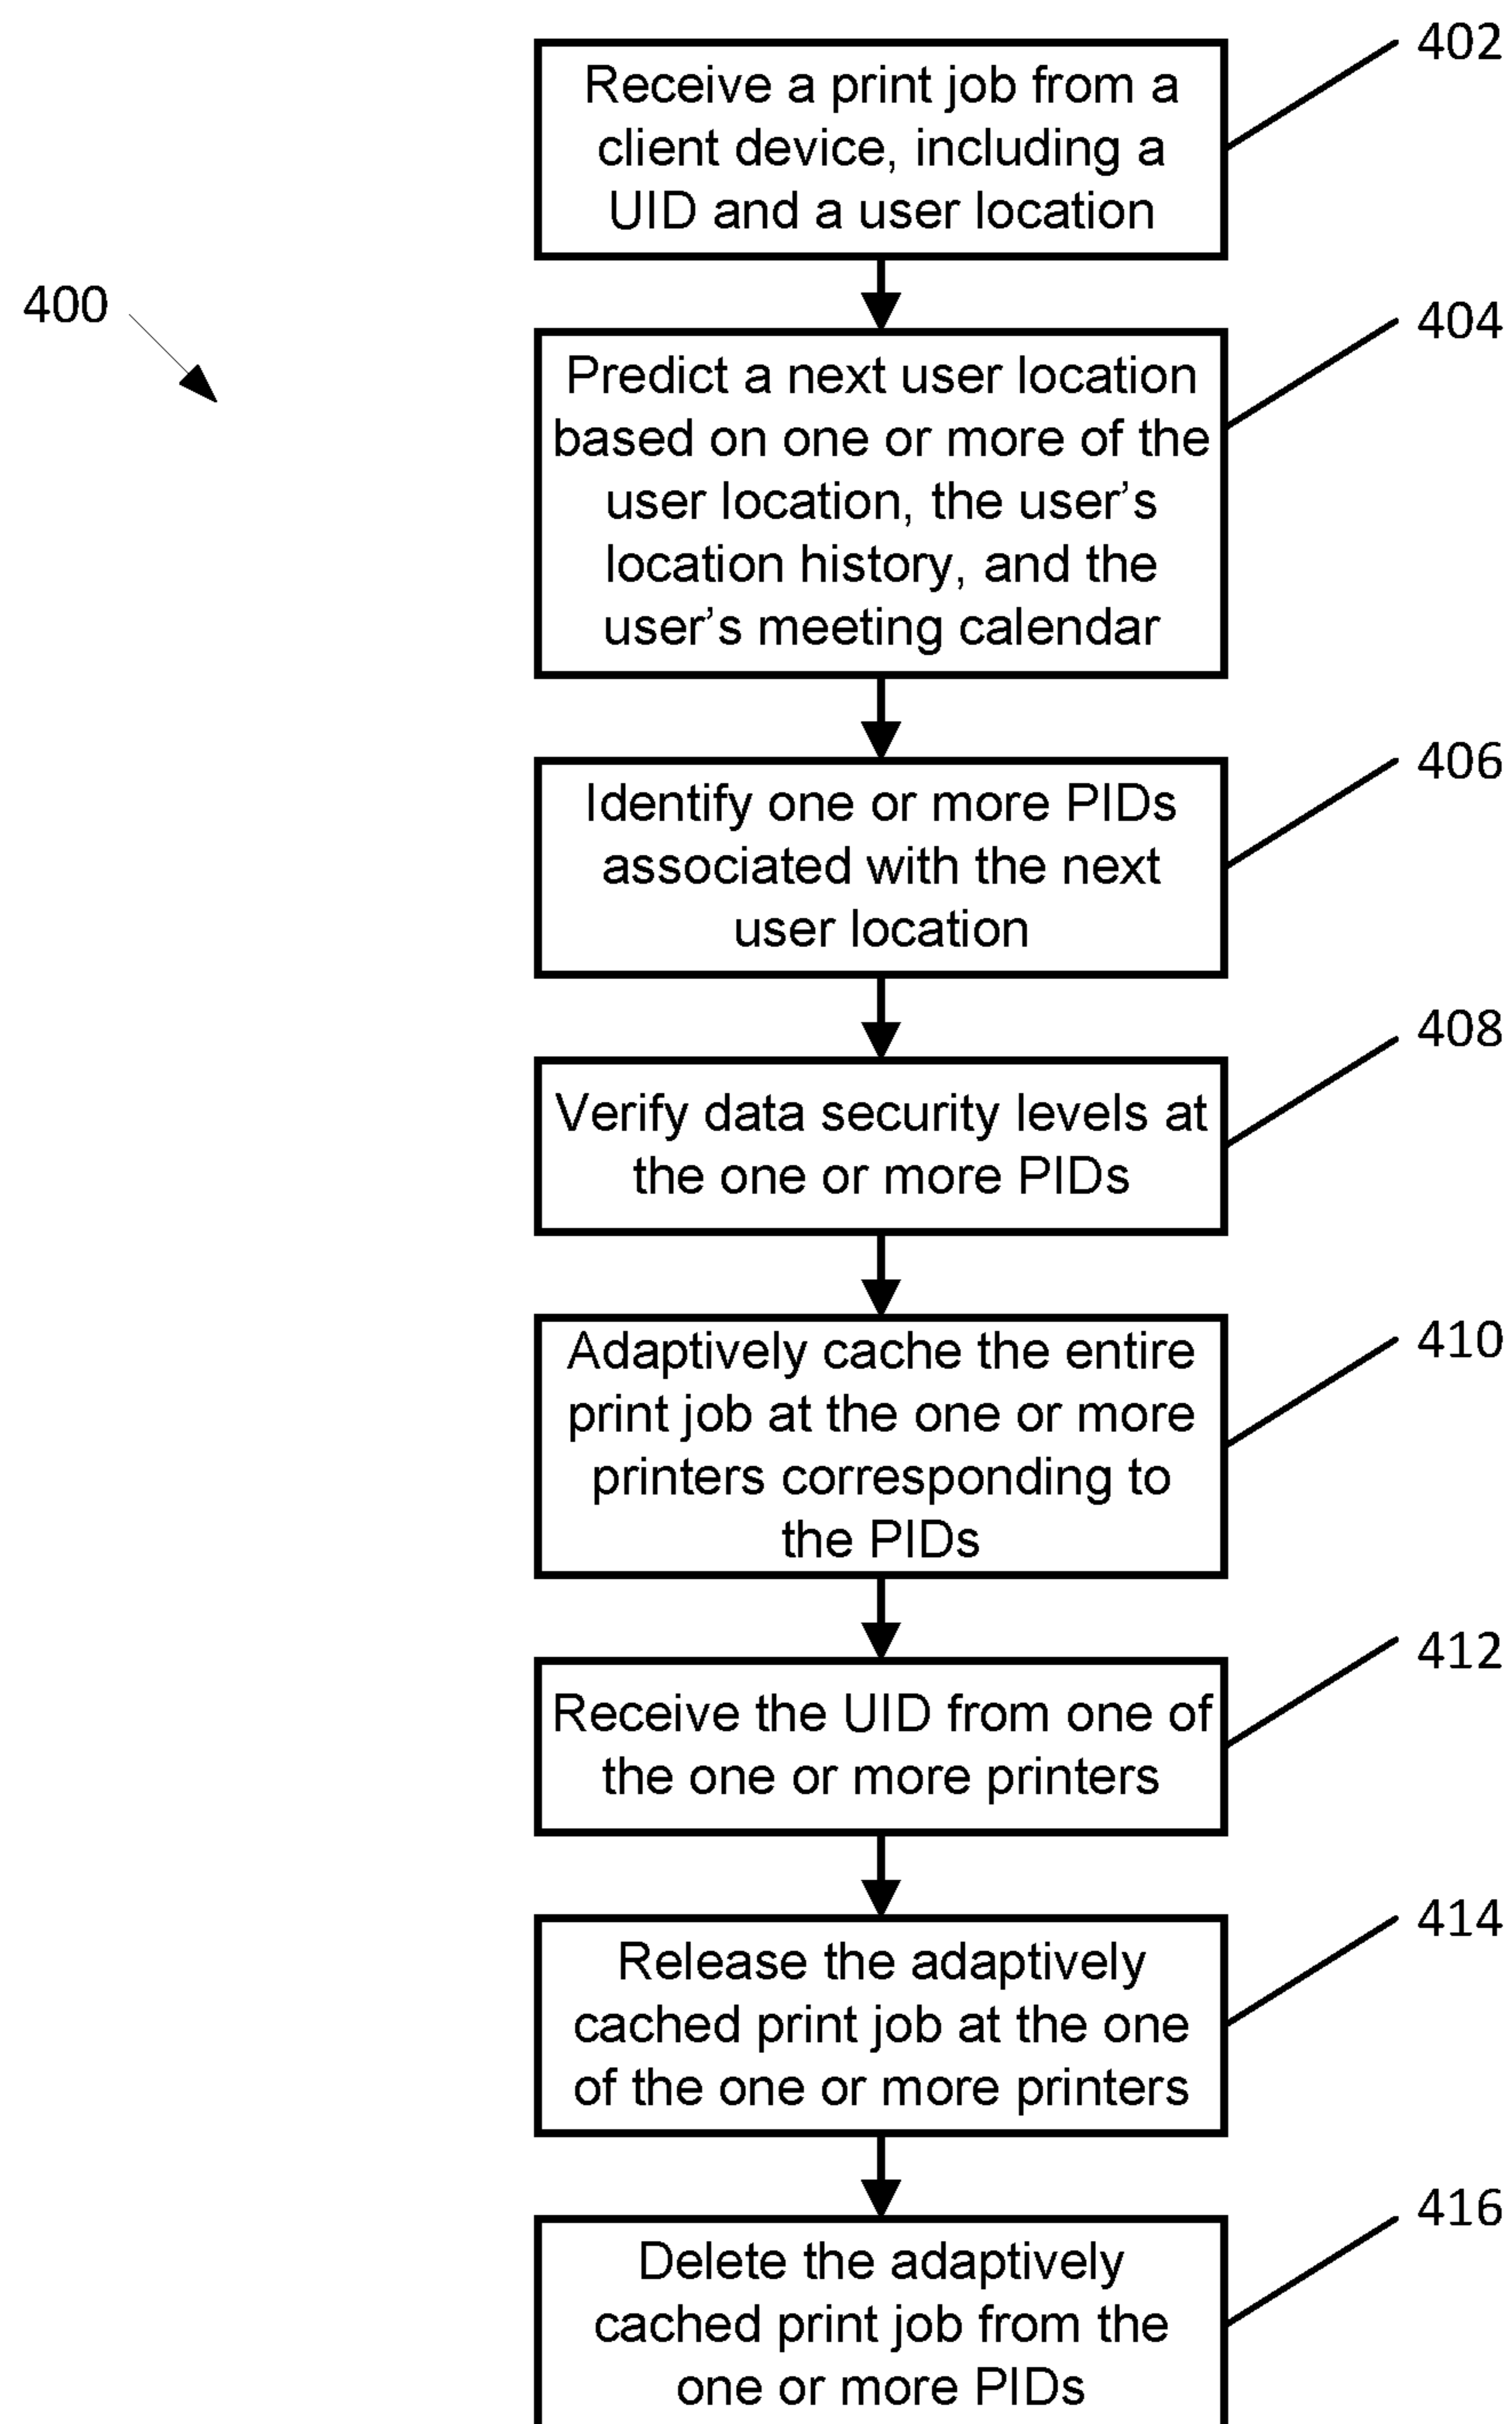 402
Receive a print job from a
client device, including a
UID and a user location
400
404
Predict a next user location
based on one or more of the
user location, the user’s
location history, and the
user’s meeting calendar
406
Identify one or more PIDs
associated with the next
user location
408
Verify data security levels at
the one or more PIDs
410
Adaptively cache the entire
print job at the one or more
printers corresponding to
the PIDs
412
Receive the UID from one of
the one or more printers
414
Release the adaptively
cached print job at the one
of the one or more printers
416
Delete the adaptively
cached print job from the
one or more PIDs